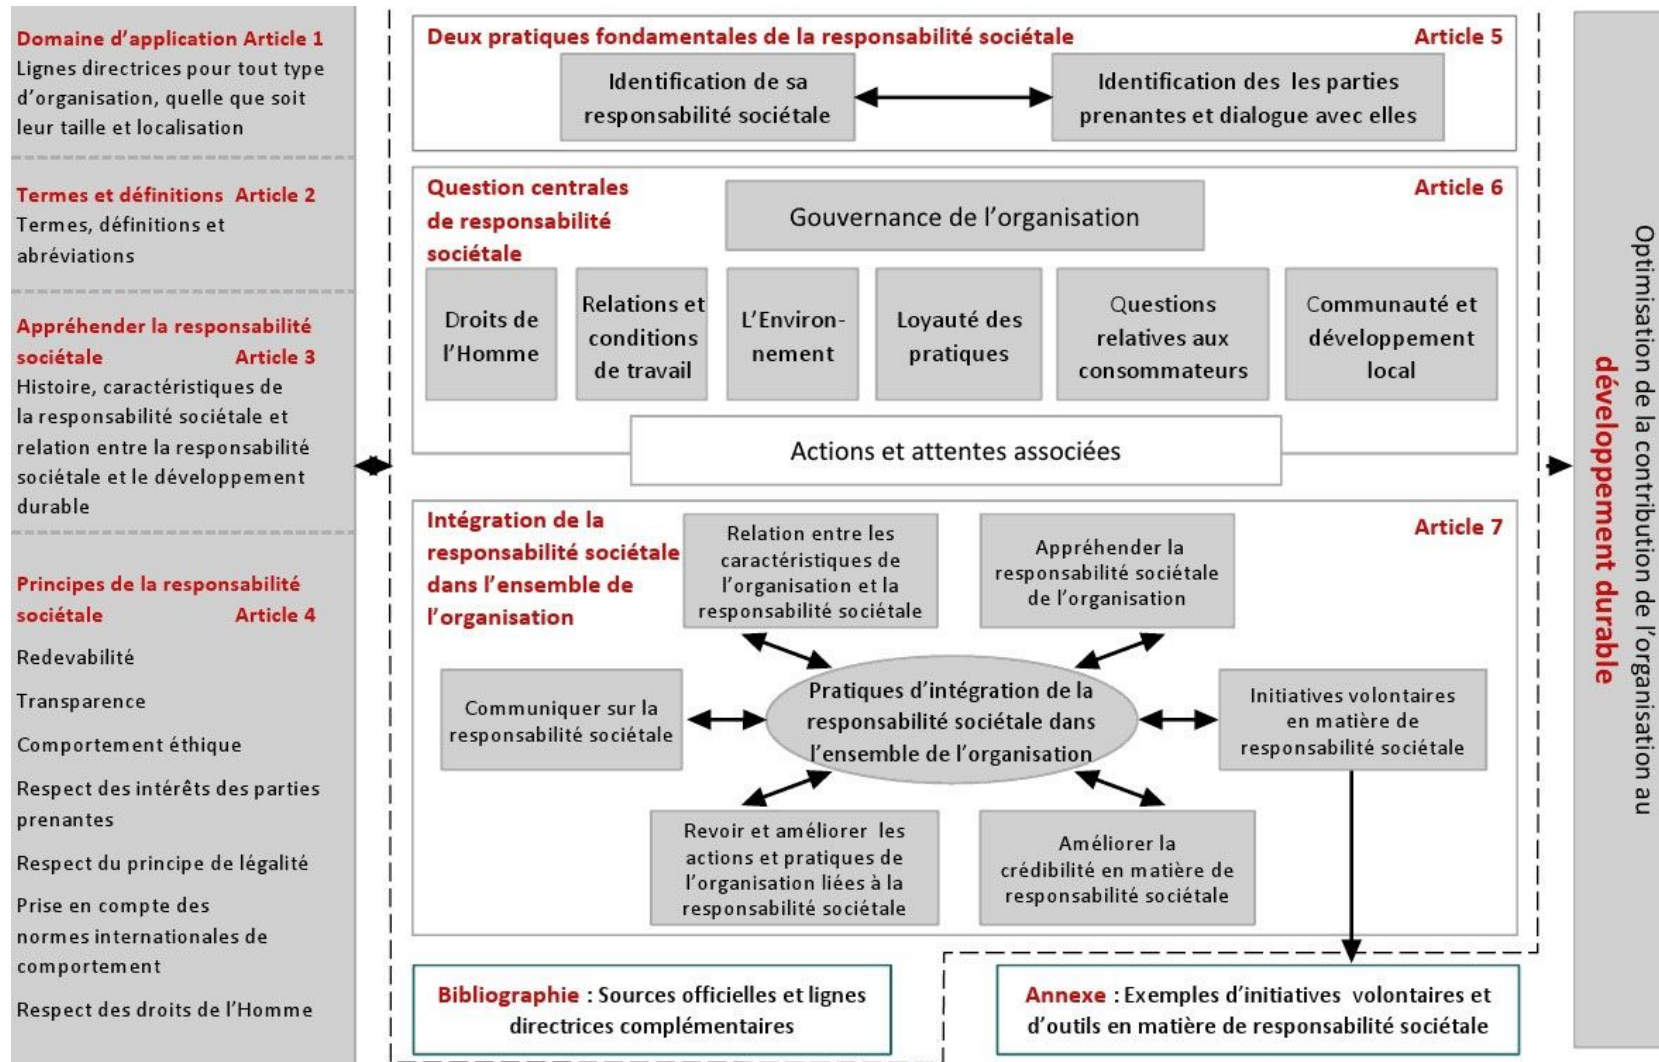 Domaine d'application Article 1
Lignes directrices pour tout type
d'organisation, quelle que soit
leur taille et localisation
Termes et définitions Article 2
Termes, définitions et
abréviations
Appréhender la responsabilité
sociétale Article 3
Histoire, caractéristiques de
la responsabilité sociétale et
relation entre la responsabilité
sociétale et le développement
durable
Principes de la responsabilité
sociétale Article 4
Redevabilité
Transparence
Comportement éthique
Respect des intérêts des parties
prenantes
Respect du principe de légalité
Prise en compte des
normes internationales de
comportement
Respect des droits de l'Homme
Deux pratiques fondamentales de la responsabilité sociétale Article 5
Identification de sa
responsabilité sociétale
Identification des les parties
prenantes et dialogue avec elles
Question centrales
de responsabilité
sociétale
Article 6
Gouvernance de l'organisation
Droits de
l'Homme
Relations et
conditions
de travail
L'Environ-
nement
Loyauté des
pratiques
Questions
relatives aux
consommateurs
Communauté et
développement
local
Actions et attentes associées
Intégration de la
responsabilité sociétale
dans l'ensemble de
l'organisation
Article 7
Relation entre les
caractéristiques de
l'organisation et la
responsabilité sociétale
Appréhender la
responsabilité sociétale
de l'organisation
Communiquer sur la
responsabilité sociétale
Pratiques d'intégration de la
responsabilité sociétale dans
l'ensemble de l'organisation
Initiatives volontaires
en matière de
responsabilité sociétale
Revoir et améliorer les
actions et pratiques de
l'organisation liées à la
responsabilité sociétale
Améliorer la
crédibilité en matière de
responsabilité sociétale
Bibliographie : Sources officielles et lignes
directrices complémentaires
Annexe : Exemples d'initiatives volontaires et
d'outils en matière de responsabilité sociétale
Optimisation de la contribution de l'organisation au
développement durable